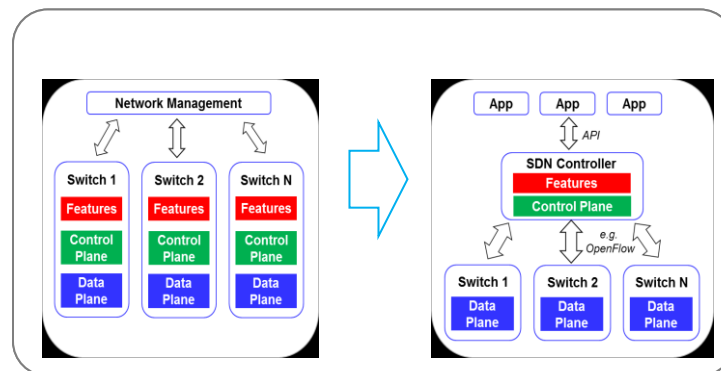 Network Management
Switch 1 Switch 2 Switch N
Features Features Features
Control Control Control
Plane Plane Plane
Data Data Data
Plane Plane Plane
App App App
API
SDN Controller
Features
Control Plane
e.g.
OpenFlow
Switch 1 Switch 2 Switch N
Data Data Data
Plane Plane Plane